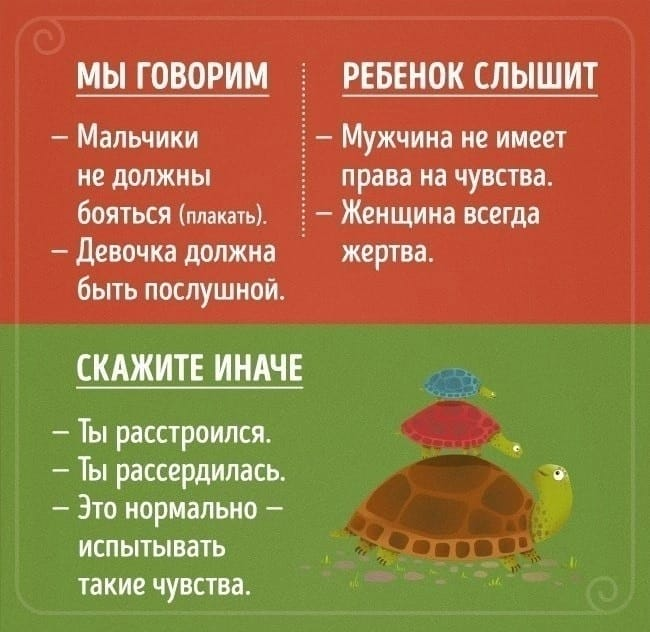 МЫ ГОВОРИМ
– Мальчики
не должны
бояться (плакать).
– Девочка должна
быть послушной.
РЕБЕНОК СЛЫШИТ
– Мужчина не имеет
права на чувства.
– Женщина всегда
жертва.
СКАЖИТЕ ИНАЧЕ
– Ты расстроился.
– Ты рассердилась.
– Это нормально –
испытывать
такие чувства.